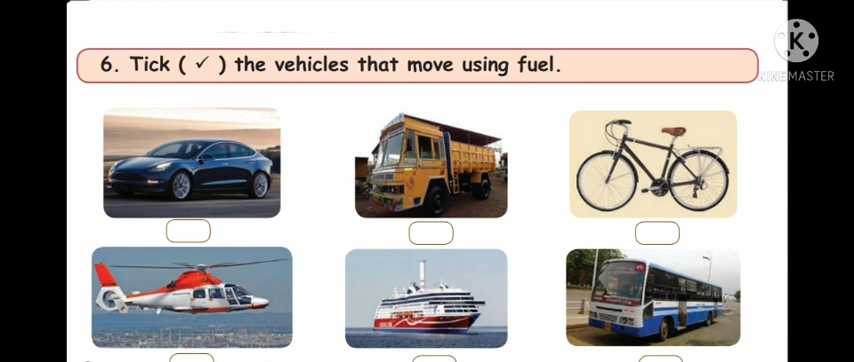 K
KINEMASTER
6. Tick ( ✓ ) the vehicles that move using fuel.